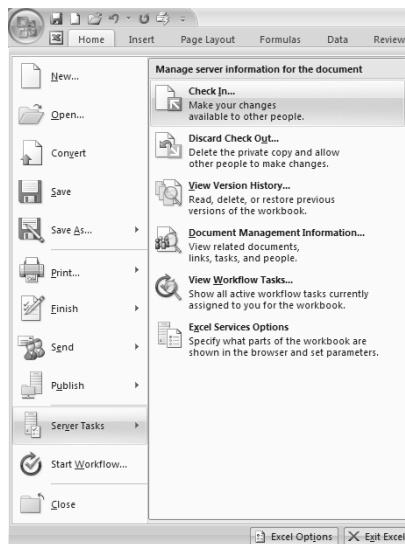 Home Insert Page Layout Formulas Data Review
New...
Open...
Convert
Save
Save As...
Print...
Finish
Send
Publish
Server Tasks
Start Workflow...
Close
Manage server information for the document
Check In...
Make your changes
available to other people.
Discard Check Out...
Delete the private copy and allow
other people to make changes.
View Version History...
Read, delete, or restore previous
versions of the workbook.
Document Management Information...
View related documents,
links, tasks, and people.
View Workflow Tasks...
Show all active workflow tasks currently
assigned to you for the workbook.
Excel Services Options
Specify what parts of the workbook are
shown in the browser and set parameters.
Excel Options Exit Excel